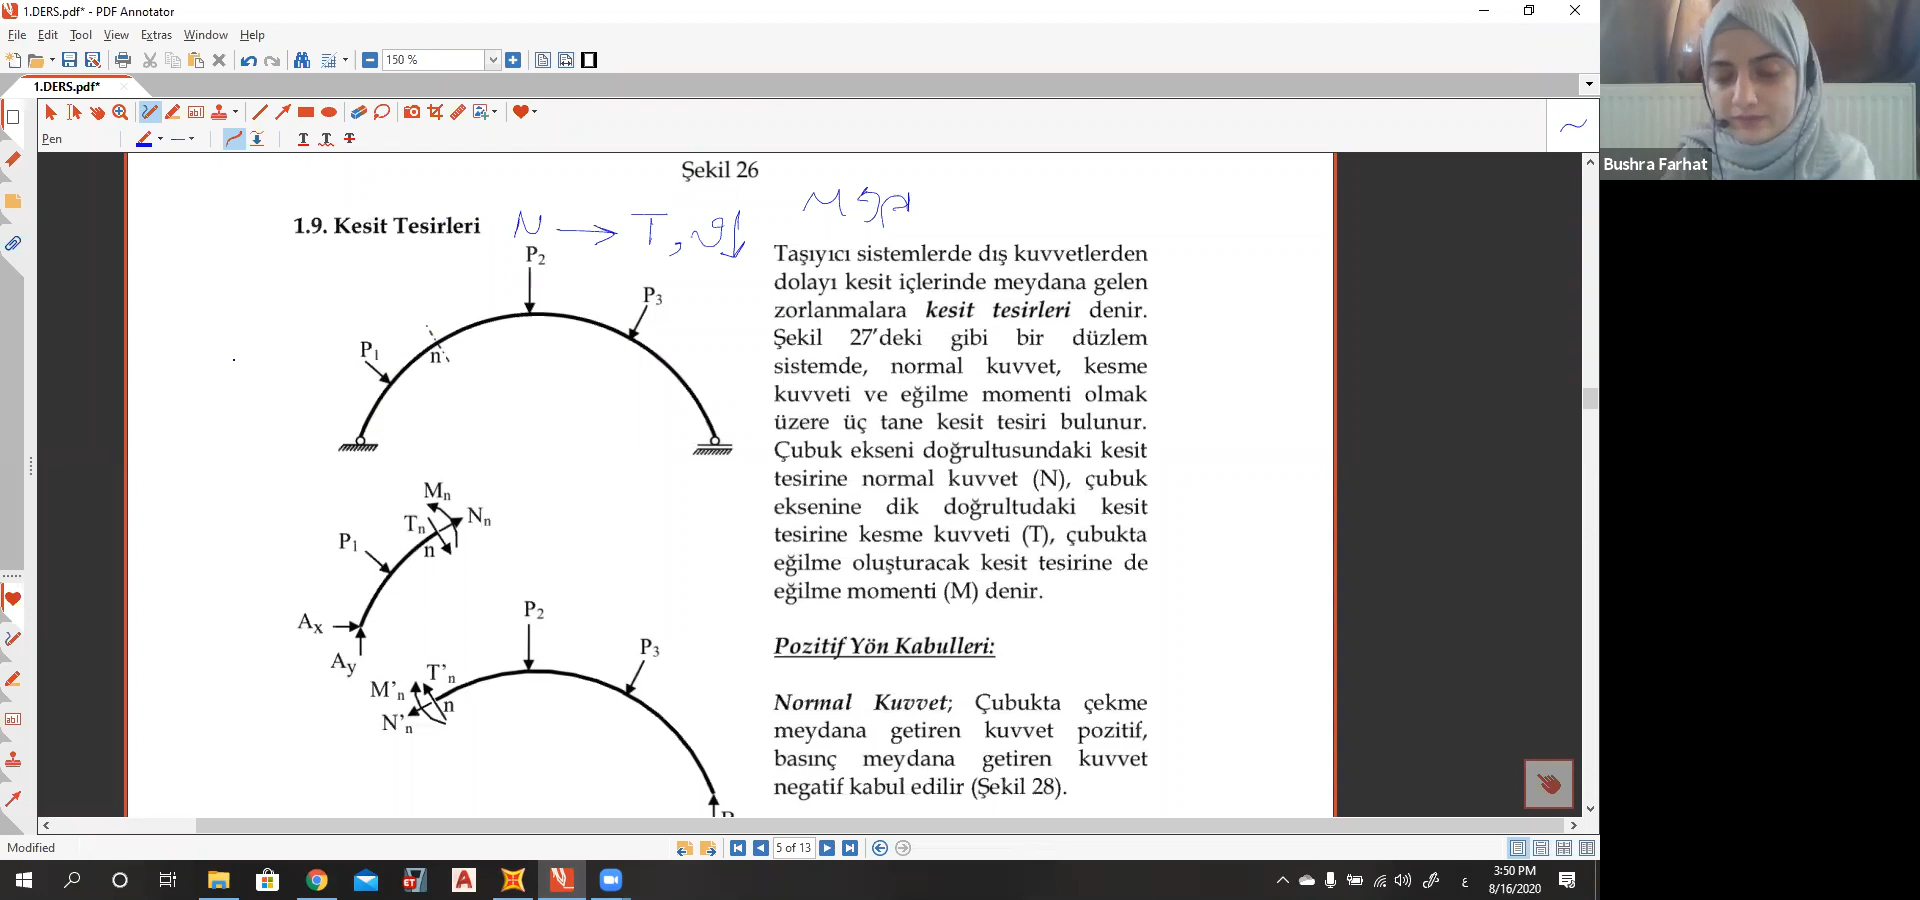 1.DERS.pdf* - PDF Annotator
File Edit Tool View Extras Window Help
150 %
1.DERS.pdf*
Pen
Bushra Farhat
Şekil 26
M
1.9. Kesit Tesirleri N T,
P2
P3
P1
n
Mn
Tn Nn
P1
n
Ax
Ay
P2
P3
T'n
M'n
n
N'n
Taşıyıcı sistemlerde dış kuvvetlerden
dolayı kesit içlerinde meydana gelen
zorlanmalara kesit tesirleri denir.
Şekil 27'deki gibi bir düzlem
sistemde, normal kuvvet, kesme
kuvveti ve eğilme momenti olmak
üzere üç tane kesit tesiri bulunur.
Çubuk ekseni doğrultusundaki kesit
tesirine normal kuvvet (N), çubuk
eksenine dik doğrultudaki kesit
tesirine kesme kuvveti (T), çubukta
eğilme oluşturacak kesit tesirine de
eğilme momenti (M) denir.
Pozitif Yön Kabulleri:
Normal Kuvvet; Çubukta çekme
meydana getiren kuvvet pozitif,
basınç meydana getiren kuvvet
negatif kabul edilir (Şekil 28).
Modified
5 of 13
3:50 PM
8/16/2020